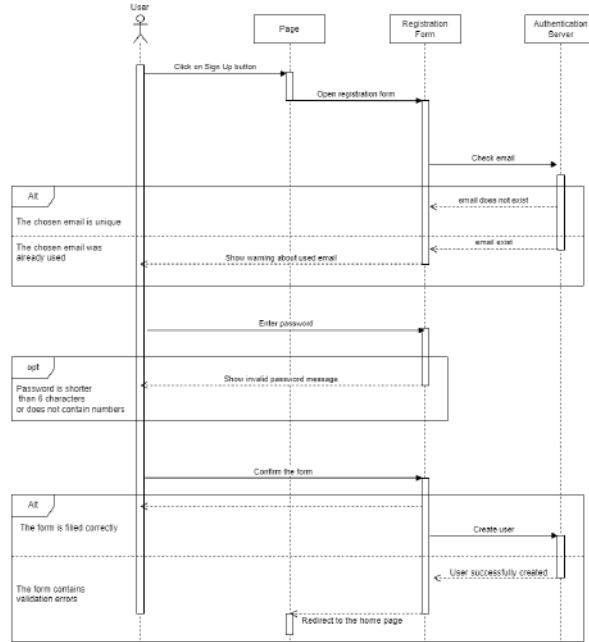 User
Page
Registration
Form
Authentication
Server
Click on Sign Up button
Open registration form
Check email
Alt
email does not exist
The chosen email is unique
email exist
The chosen email was
already used
Show warning about used email
Enter password
opt
Show invalid password message
Password is shorter
than 6 characters
or does not contain numbers
Confirm the form
Alt
The form is filled correctly
Create user
User successfully created
The form contains
validation errors
Redirect to the home page